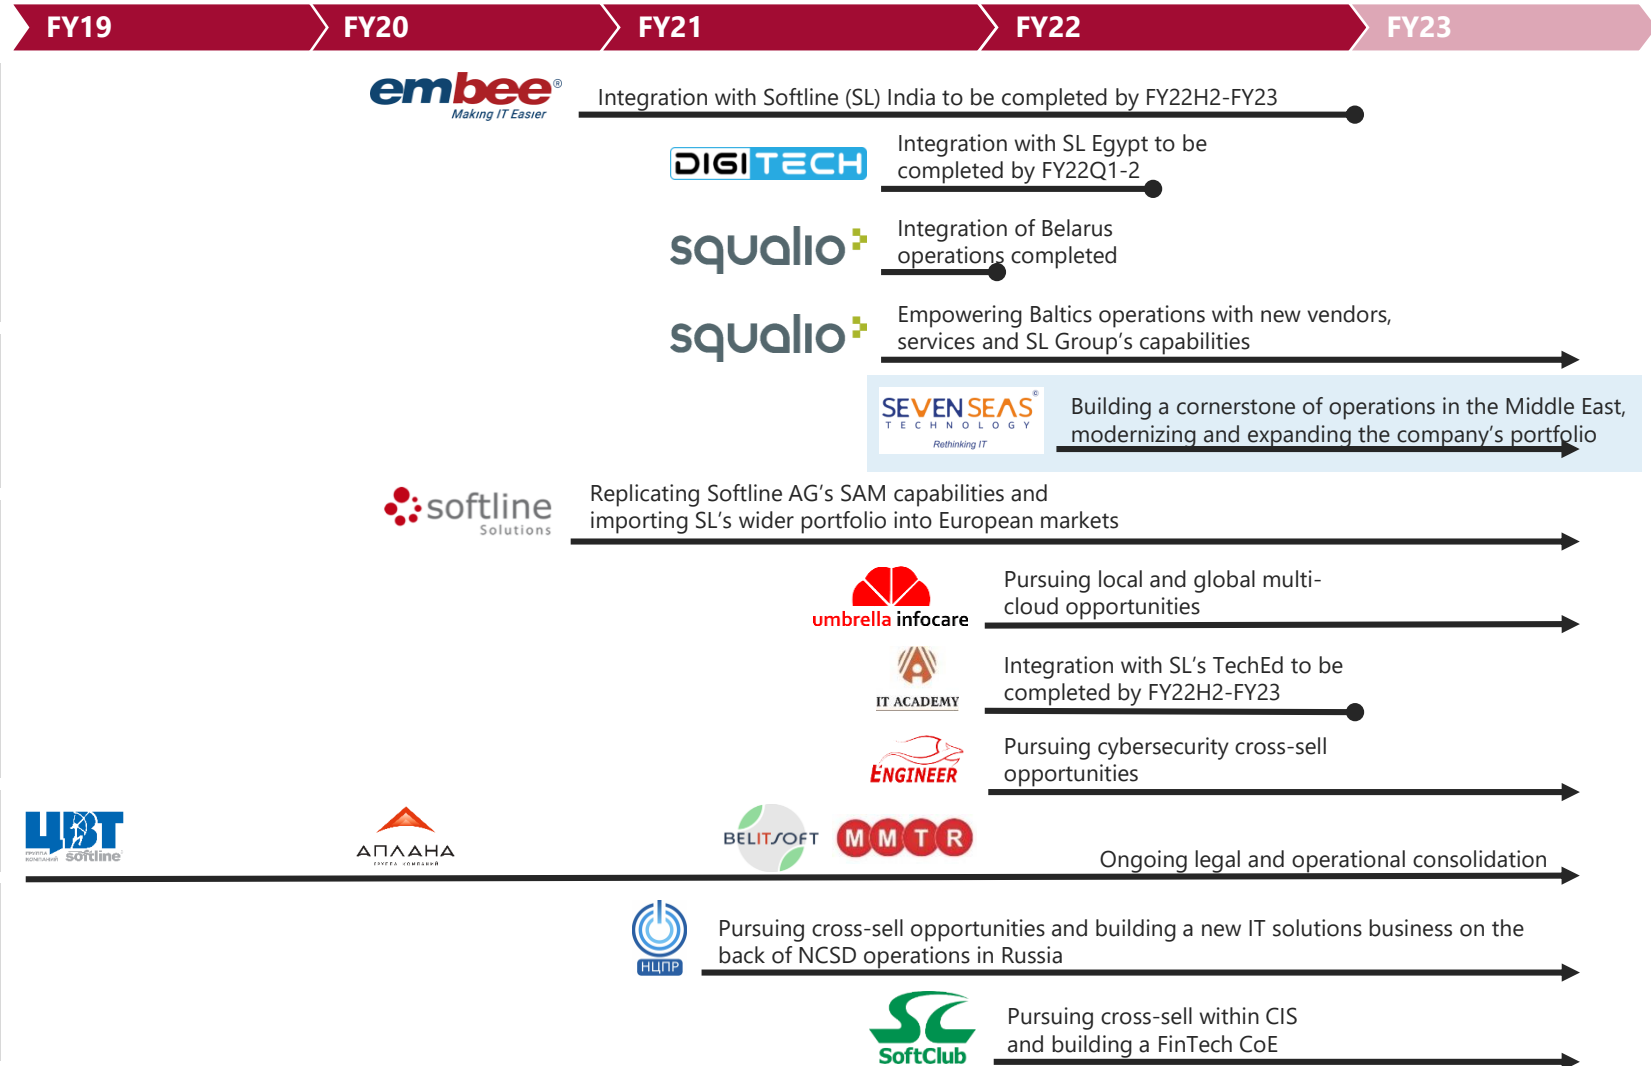 FY19
FY20
FY21
FY22
FY23
embee®
Making IT Easier
Integration with Softline (SL) India to be completed by FY22H2-FY23
DIGITECH
Integration with SL Egypt to be
completed by FY22Q1-2
squalio
Integration of Belarus
operations completed
squalio
Empowering Baltics operations with new vendors,
services and SL Group's capabilities
SEVEN SEAS©
TECHNOLOGY
Rethinking IT
Building a cornerstone of operations in the Middle East,
modernizing and expanding the company's portfolio
softline
Solutions
Replicating Softline AG's SAM capabilities and
importing SL's wider portfolio into European markets
umbrella infocare
Pursuing local and global multi-
cloud opportunities
IT ACADEMY
Integration with SL's TechEd to be
completed by FY22H2-FY23
ENGINEER
Pursuing cybersecurity cross-sell
opportunities
ЦВТ
ГРУППА
КОМПАНИЙ softline
АПЛАНА
ГРУППА КОМПАНИЙ
BELITSOFT
MMTR
Ongoing legal and operational consolidation
НЦПР
Pursuing cross-sell opportunities and building a new IT solutions business on the
back of NCSD operations in Russia
SC
SoftClub
Pursuing cross-sell within CIS
and building a FinTech CoE